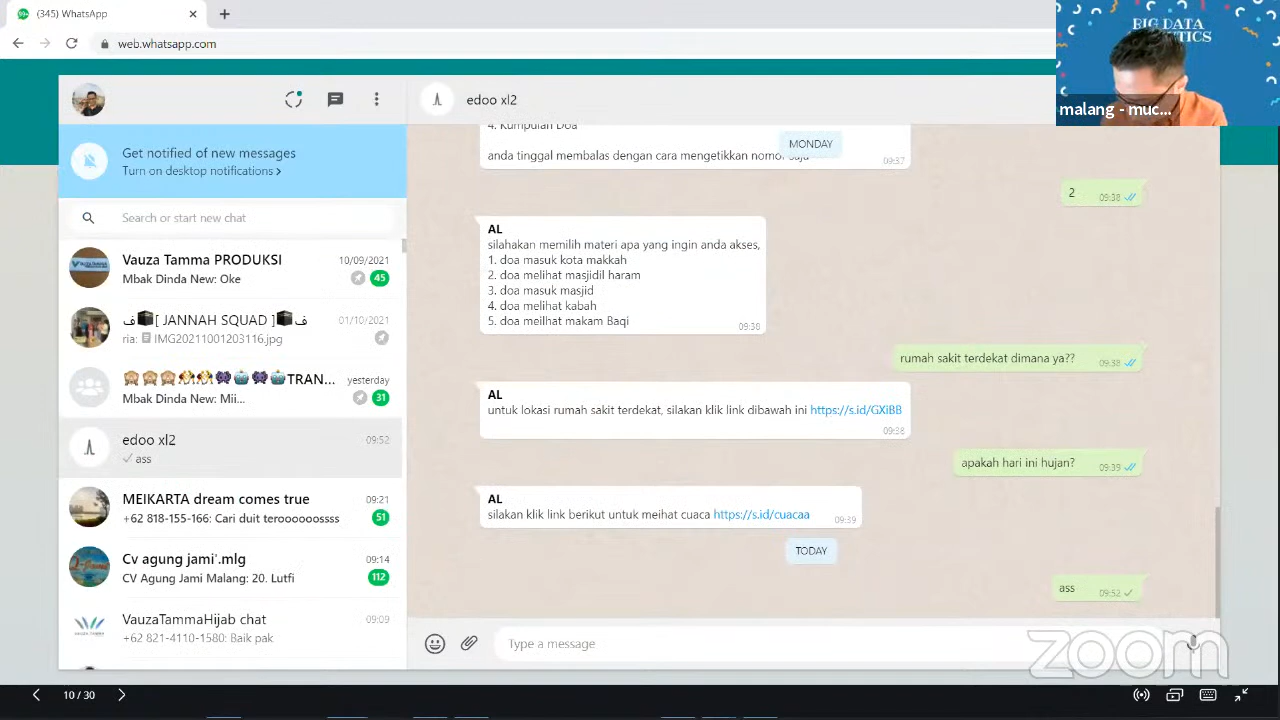 (345) WhatsApp
web.whatsapp.com
BIG DATA
malang - muc...
edoo xl2
Get notified of new messages
Turn on desktop notifications >
Search or start new chat
Vauza Tamma PRODUKSI 10/09/2021
Mbak Dinda New: Oke 45
ف [ JANNAH SQUAD ] ف 01/10/2021
ria: IMG20211001203116.jpg
TRAN... yesterday
Mbak Dinda New: Mii... 31
edoo xl2 09:52
ass
MEIKARTA dream comes true 09:21
+62 818-155-166: Cari duit terooooossss 51
Cv agung jami'.mlg 09:14
CV Agung Jami Malang: 20. Lutfi 112
VauzaTammaHijab chat 09:09
+62 821-4110-1580: Baik pak
4. Kumpulan Doa
MONDAY
anda tinggal membalas dengan cara mengetikkan nomor saja 09:37
2 09:38
AL
silahakan memilih materi apa yang ingin anda akses,
1. doa masuk kota makkah
2. doa melihat masjidil haram
3. doa masuk masjid
4. doa melihat kabah
5. doa meilhat makam Baqi 09:38
rumah sakit terdekat dimana ya?? 09:38
AL
untuk lokasi rumah sakit terdekat, silakan klik link dibawah ini https://s.id/GXiBB
09:38
apakah hari ini hujan? 09:39
AL
silakan klik link berikut untuk meihat cuaca https://s.id/cuacaa 09:39
TODAY
ass 09:52
Type a message
zoom
10 / 30